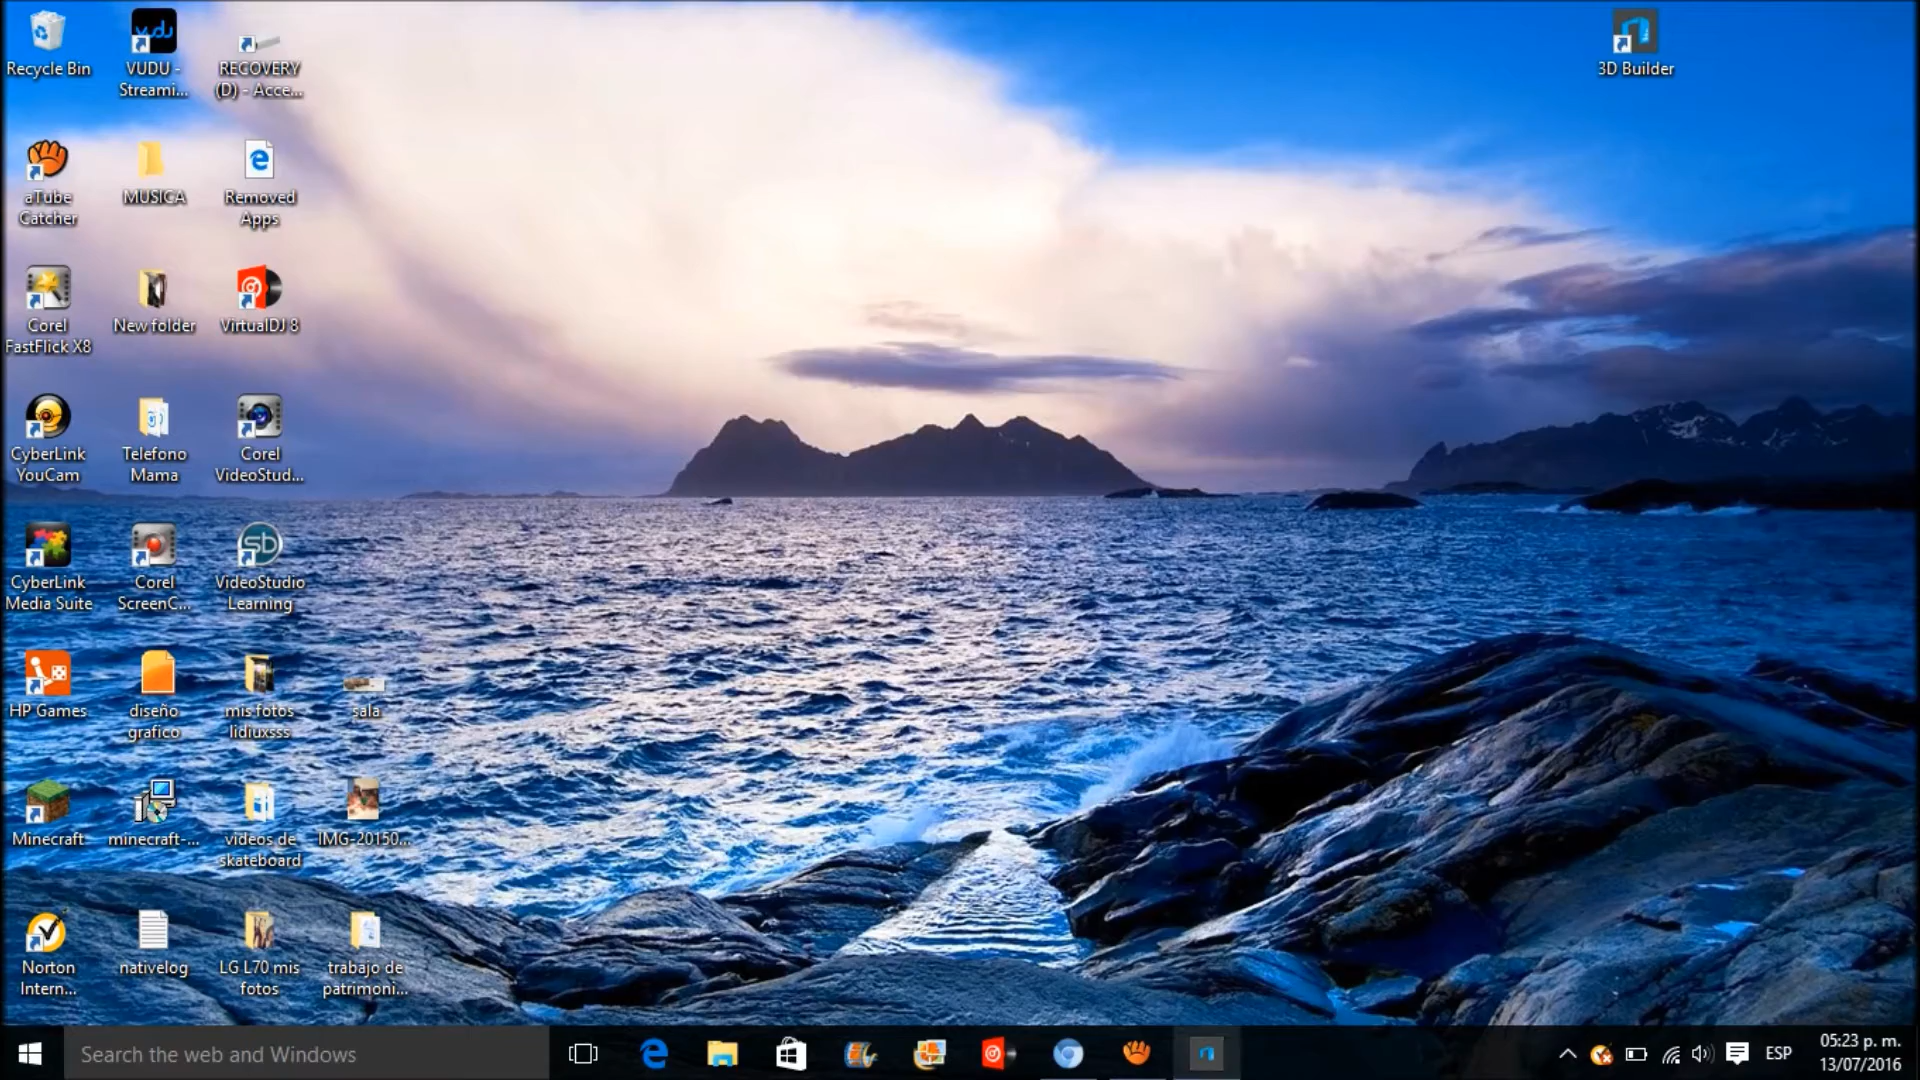 Recycle Bin
VUDU -
Streami...
RECOVERY
(D) - Acce...
3D Builder
aTube
Catcher
MUSICA
Removed
Apps
Corel
FastFlick X8
New folder
VirtualDJ 8
CyberLink
YouCam
Telefono
Mama
Corel
VideoStud...
CyberLink
Media Suite
Corel
ScreenC...
VideoStudio
Learning
HP Games
diseño
grafico
mis fotos
lidiuxsss
sala
Minecraft
minecraft-...
videos de
skateboard
IMG-20150...
Norton
Intern...
nativelog
LG L70 mis
fotos
trabajo de
patrimoni...
Search the web and Windows
ESP
05:23 p. m.
13/07/2016